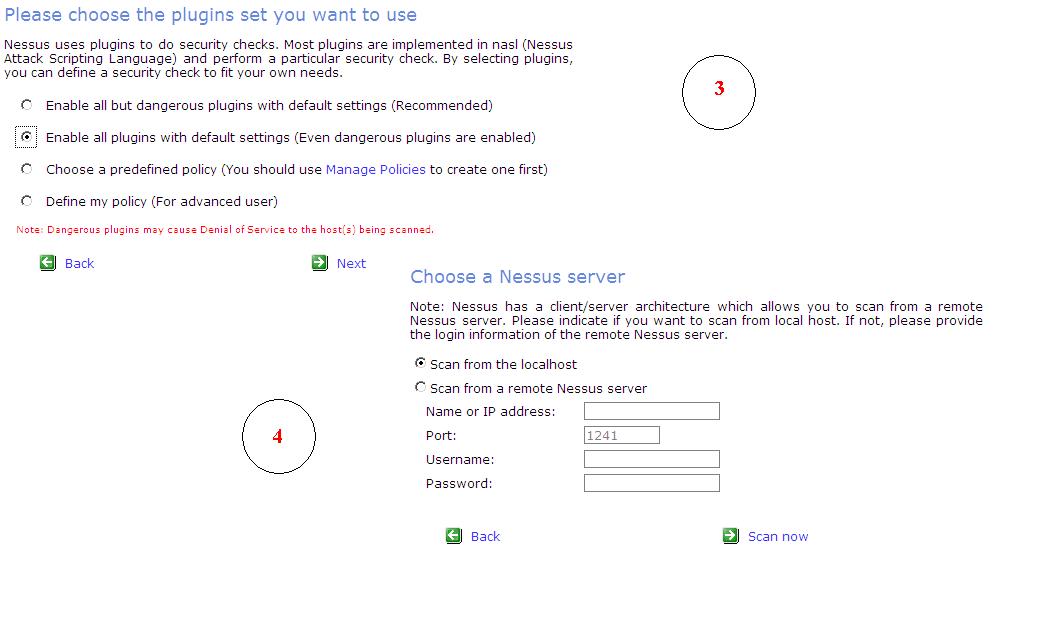 Please choose the plugins set you want to use
Nessus uses plugins to do security checks. Most plugins are implemented in nasl (Nessus
Attack Scripting Language) and perform a particular security check. By selecting plugins,
you can define a security check to fit your own needs.
3
Enable all but dangerous plugins with default settings (Recommended)
Enable all plugins with default settings (Even dangerous plugins are enabled)
Choose a predefined policy (You should use Manage Policies to create one first)
Define my policy (For advanced user)
Note: Dangerous plugins may cause Denial of Service to the host(s) being scanned.
Back
Next
Choose a Nessus server
Note: Nessus has a client/server architecture which allows you to scan from a remote
Nessus server. Please indicate if you want to scan from local host. If not, please provide
the login information of the remote Nessus server.
Scan from the localhost
Scan from a remote Nessus server
Name or IP address:
4
Port: 1241
Username:
Password:
Back
Scan now